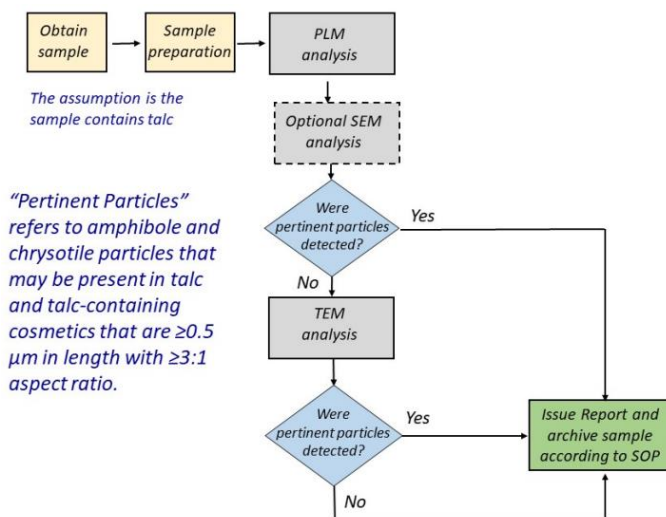 Obtain
sample
Sample
preparation
PLM
analysis
The assumption is the
sample contains talc
Optional SEM
analysis
“Pertinent Particles”
refers to amphibole and
chrysotile particles that
may be present in talc
and talc-containing
cosmetics that are ≥0.5
μm in length with ≥3:1
aspect ratio.
Were
pertinent particles
detected?
Yes
No
TEM
analysis
Were
pertinent particles
detected?
Yes
Issue Report and
archive sample
according to SOP
No